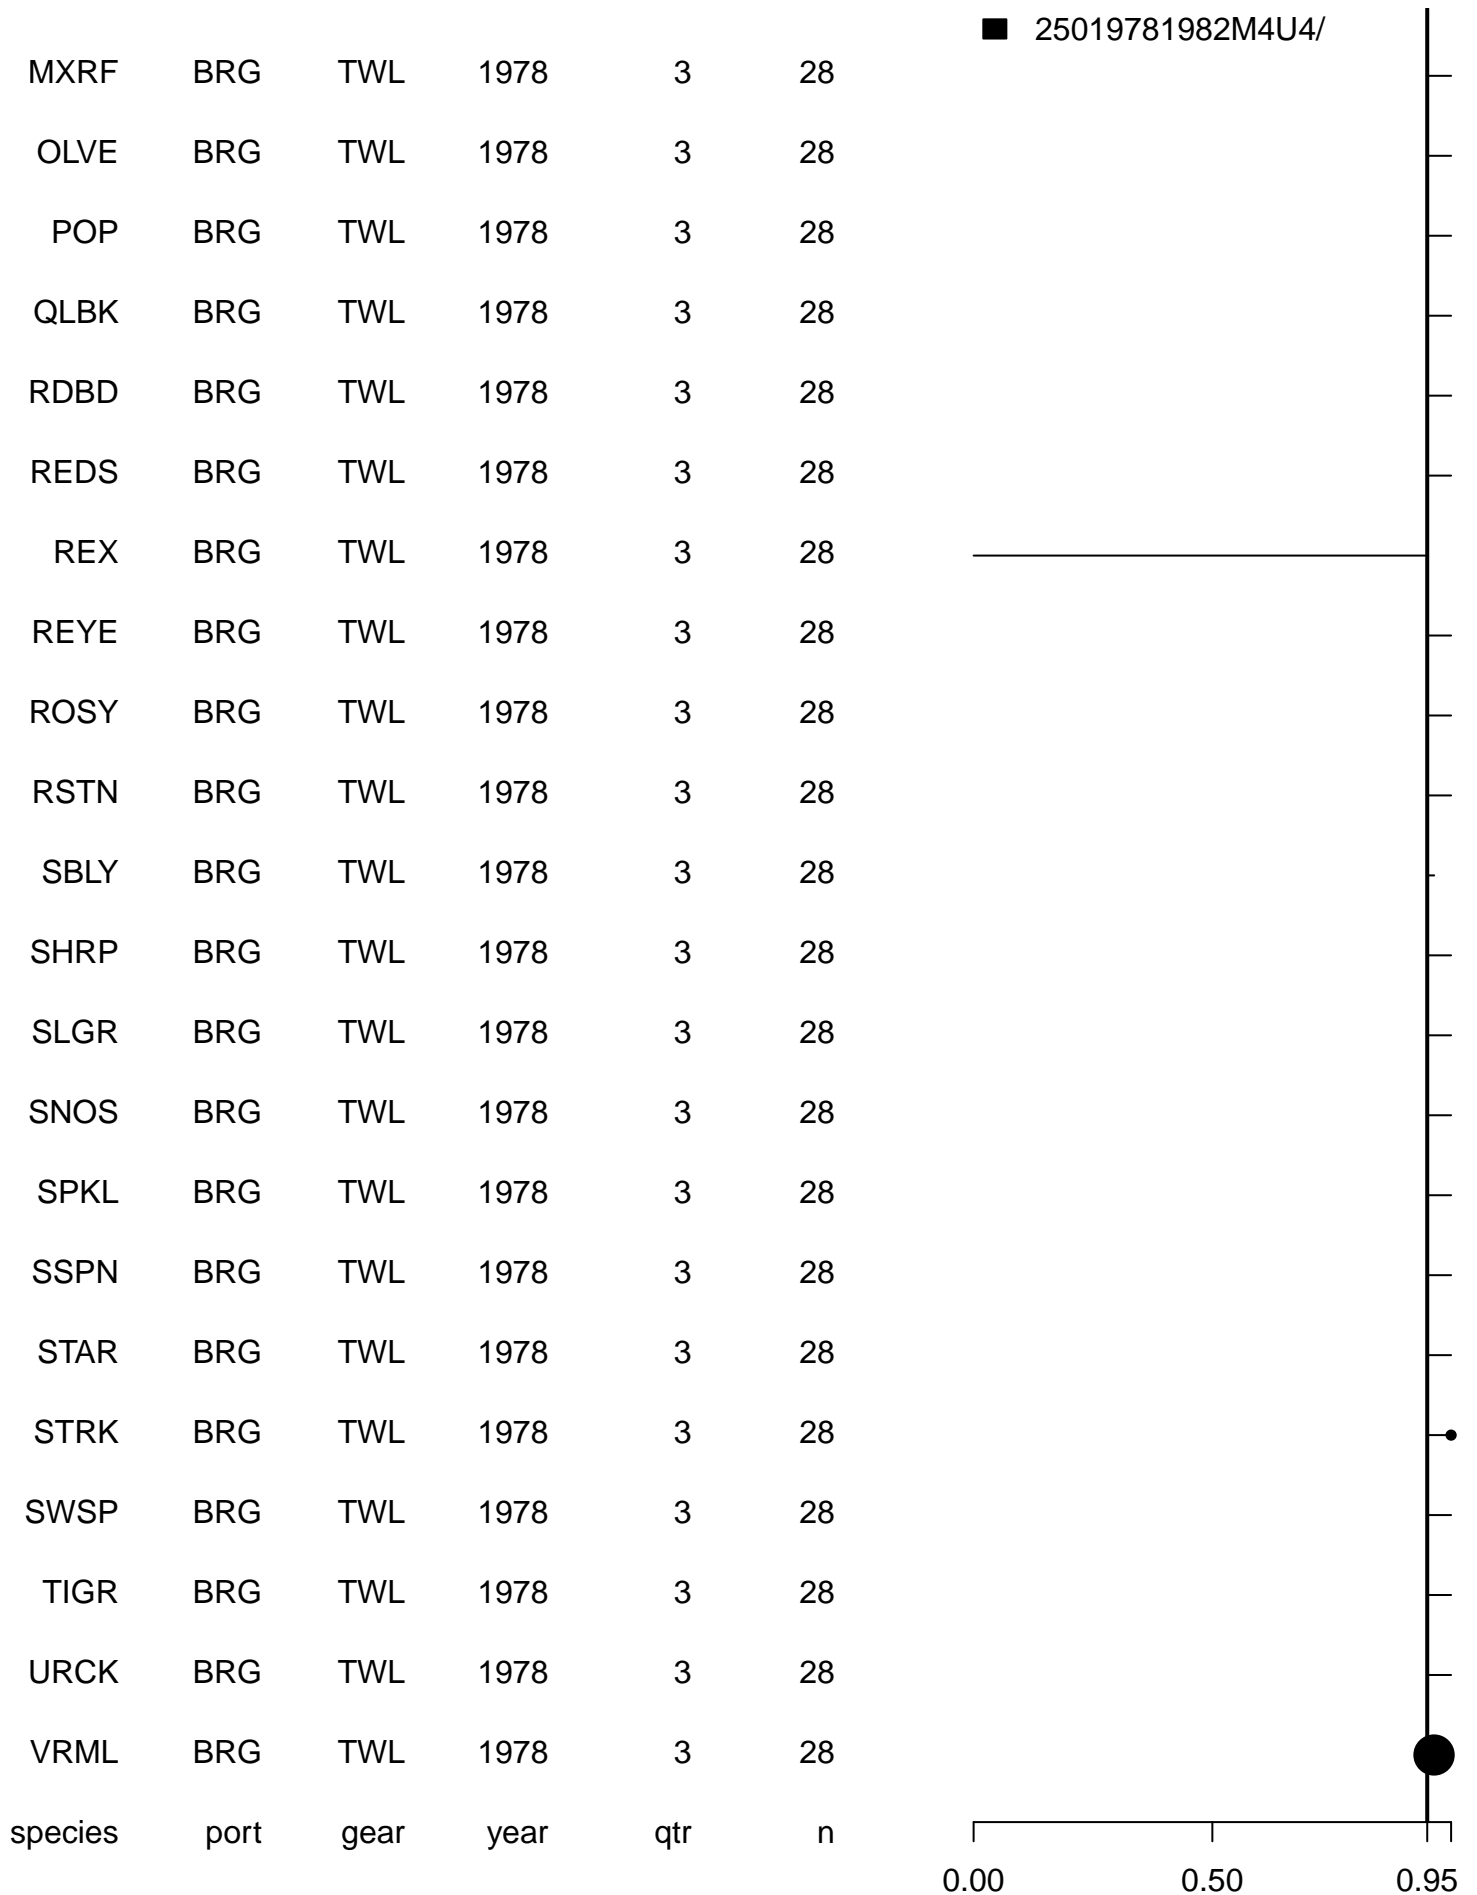 25019781982M4U4/
MXRF BRG TWL 1978 3 28
OLVE BRG TWL 1978 3 28
POP BRG TWL 1978 3 28
QLBK BRG TWL 1978 3 28
RDBD BRG TWL 1978 3 28
REDS BRG TWL 1978 3 28
REX BRG TWL 1978 3 28
REYE BRG TWL 1978 3 28
ROSY BRG TWL 1978 3 28
RSTN BRG TWL 1978 3 28
SBLY BRG TWL 1978 3 28
SHRP BRG TWL 1978 3 28
SLGR BRG TWL 1978 3 28
SNOS BRG TWL 1978 3 28
SPKL BRG TWL 1978 3 28
SSPN BRG TWL 1978 3 28
STAR BRG TWL 1978 3 28
STRK BRG TWL 1978 3 28
SWSP BRG TWL 1978 3 28
TIGR BRG TWL 1978 3 28
URCK BRG TWL 1978 3 28
VRML BRG TWL 1978 3 28
species port gear year qtr n
0.00 0.50 0.95